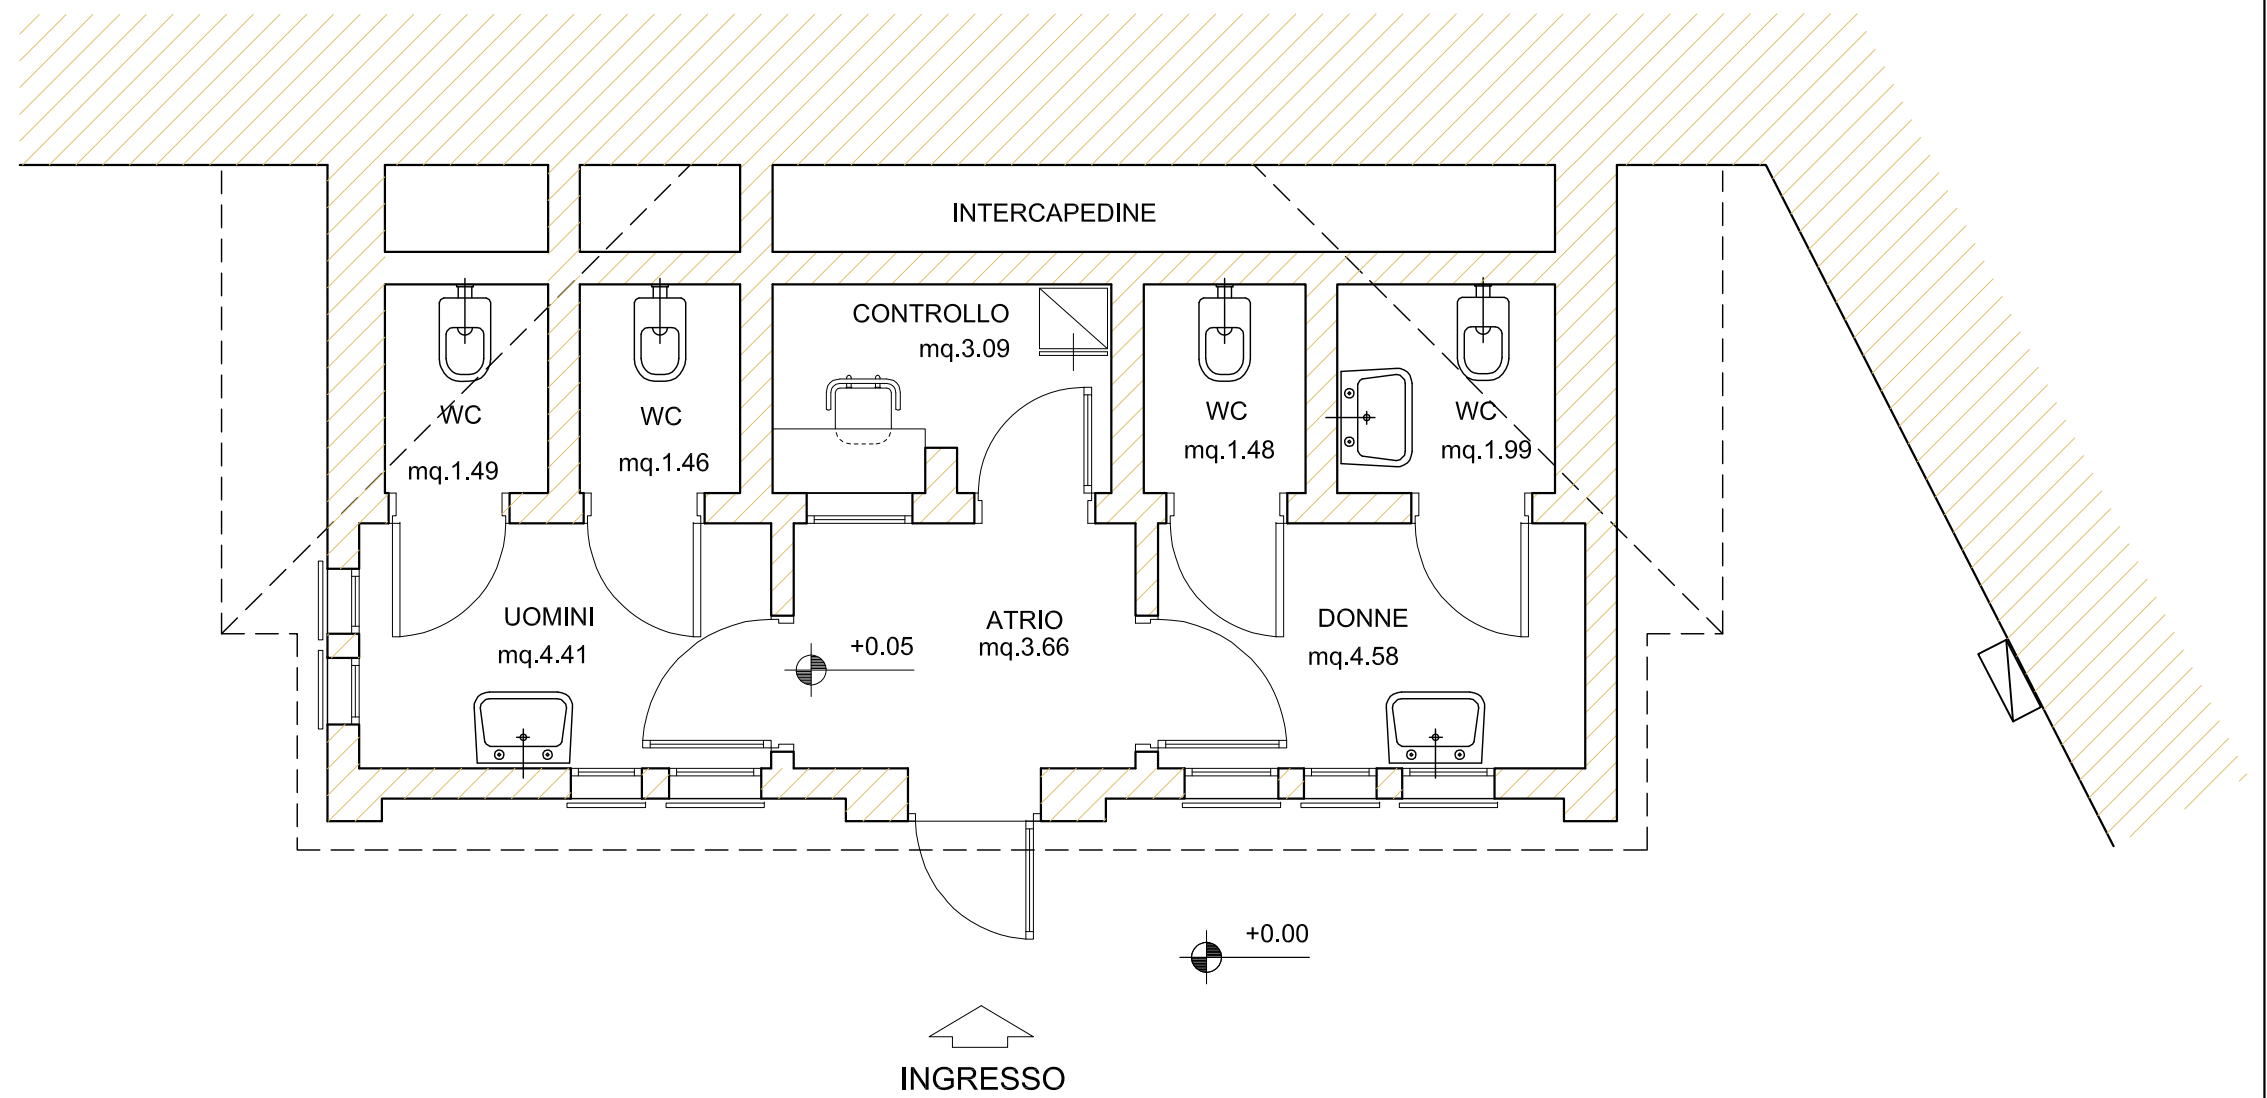 INTERCAPEDINE
CONTROLLO
mq.3.09
WC
mq.1.49
WC
mq.1.46
WC
mq.1.48
WC
mq.1.99
UOMINI
mq.4.41
+0.05
ATRIO
mq.3.66
DONNE
mq.4.58
+0.00
INGRESSO